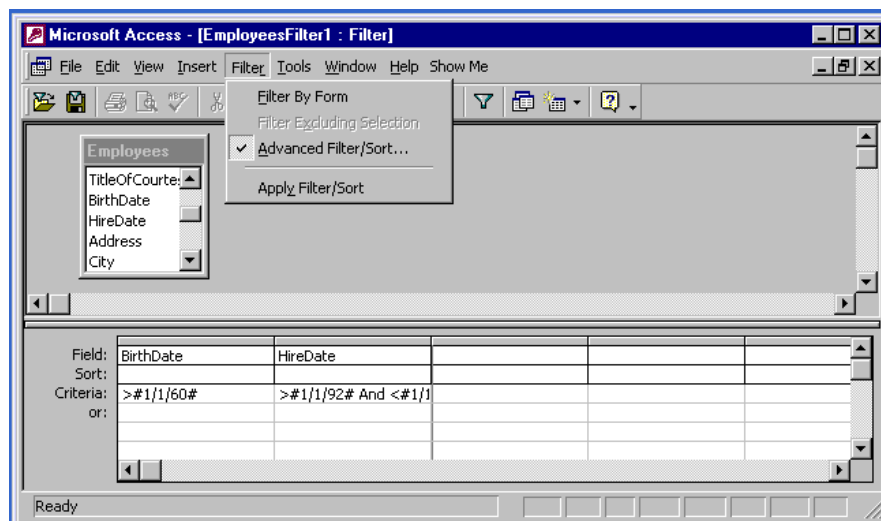 Microsoft Access - [EmployeesFilter1 : Filter]
File Edit View Insert Filter Tools Window Help Show Me
Filter By Form
Filter Excluding Selection
Advanced Filter/Sort...
Apply Filter/Sort
Employees
TitleOfCourte
BirthDate
HireDate
Address
City
Field: BirthDate HireDate
Sort:
Criteria: >#1/1/60# >#1/1/92# And <#1/1
or:
Ready